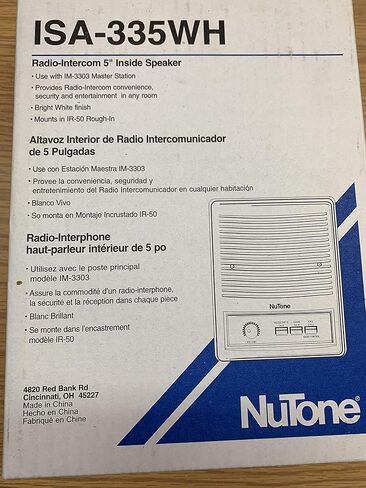 ISA-335WH
Radio-Intercom 5" Inside Speaker
• Use with IM-3303 Master Station
• Provides Radio-Intercom convenience,
security and entertainment in any room
• Bright White finish
• Mounts in IR-50 Rough-In
Altavoz Interior de Radio Intercomunicador
de 5 Pulgadas
• Use con Estación Maestra IM-3303
• Provee la conveniencia, seguridad y
entretenimiento del Radio Intercomunicador en cualquier habitación
• Blanco Vivo
• So monta en Montaje Incrustado IR-50
Radio-Interphone
haut-parleur intérieur de 5 po
• Utilisez avec le poste principal
modèle IM-3303
• Assure la commodité d'un radio-interphone,
la sécurité et la réception dans chaque pièce
• Blanc Brillant
• Se monte dans l'encastrement
modèle IR-50
NuTone
4820 Red Bank Rd
Cincinnati, OH 45227
Made in China
Hecho en China
Fabriqué en Chine
NuTone®